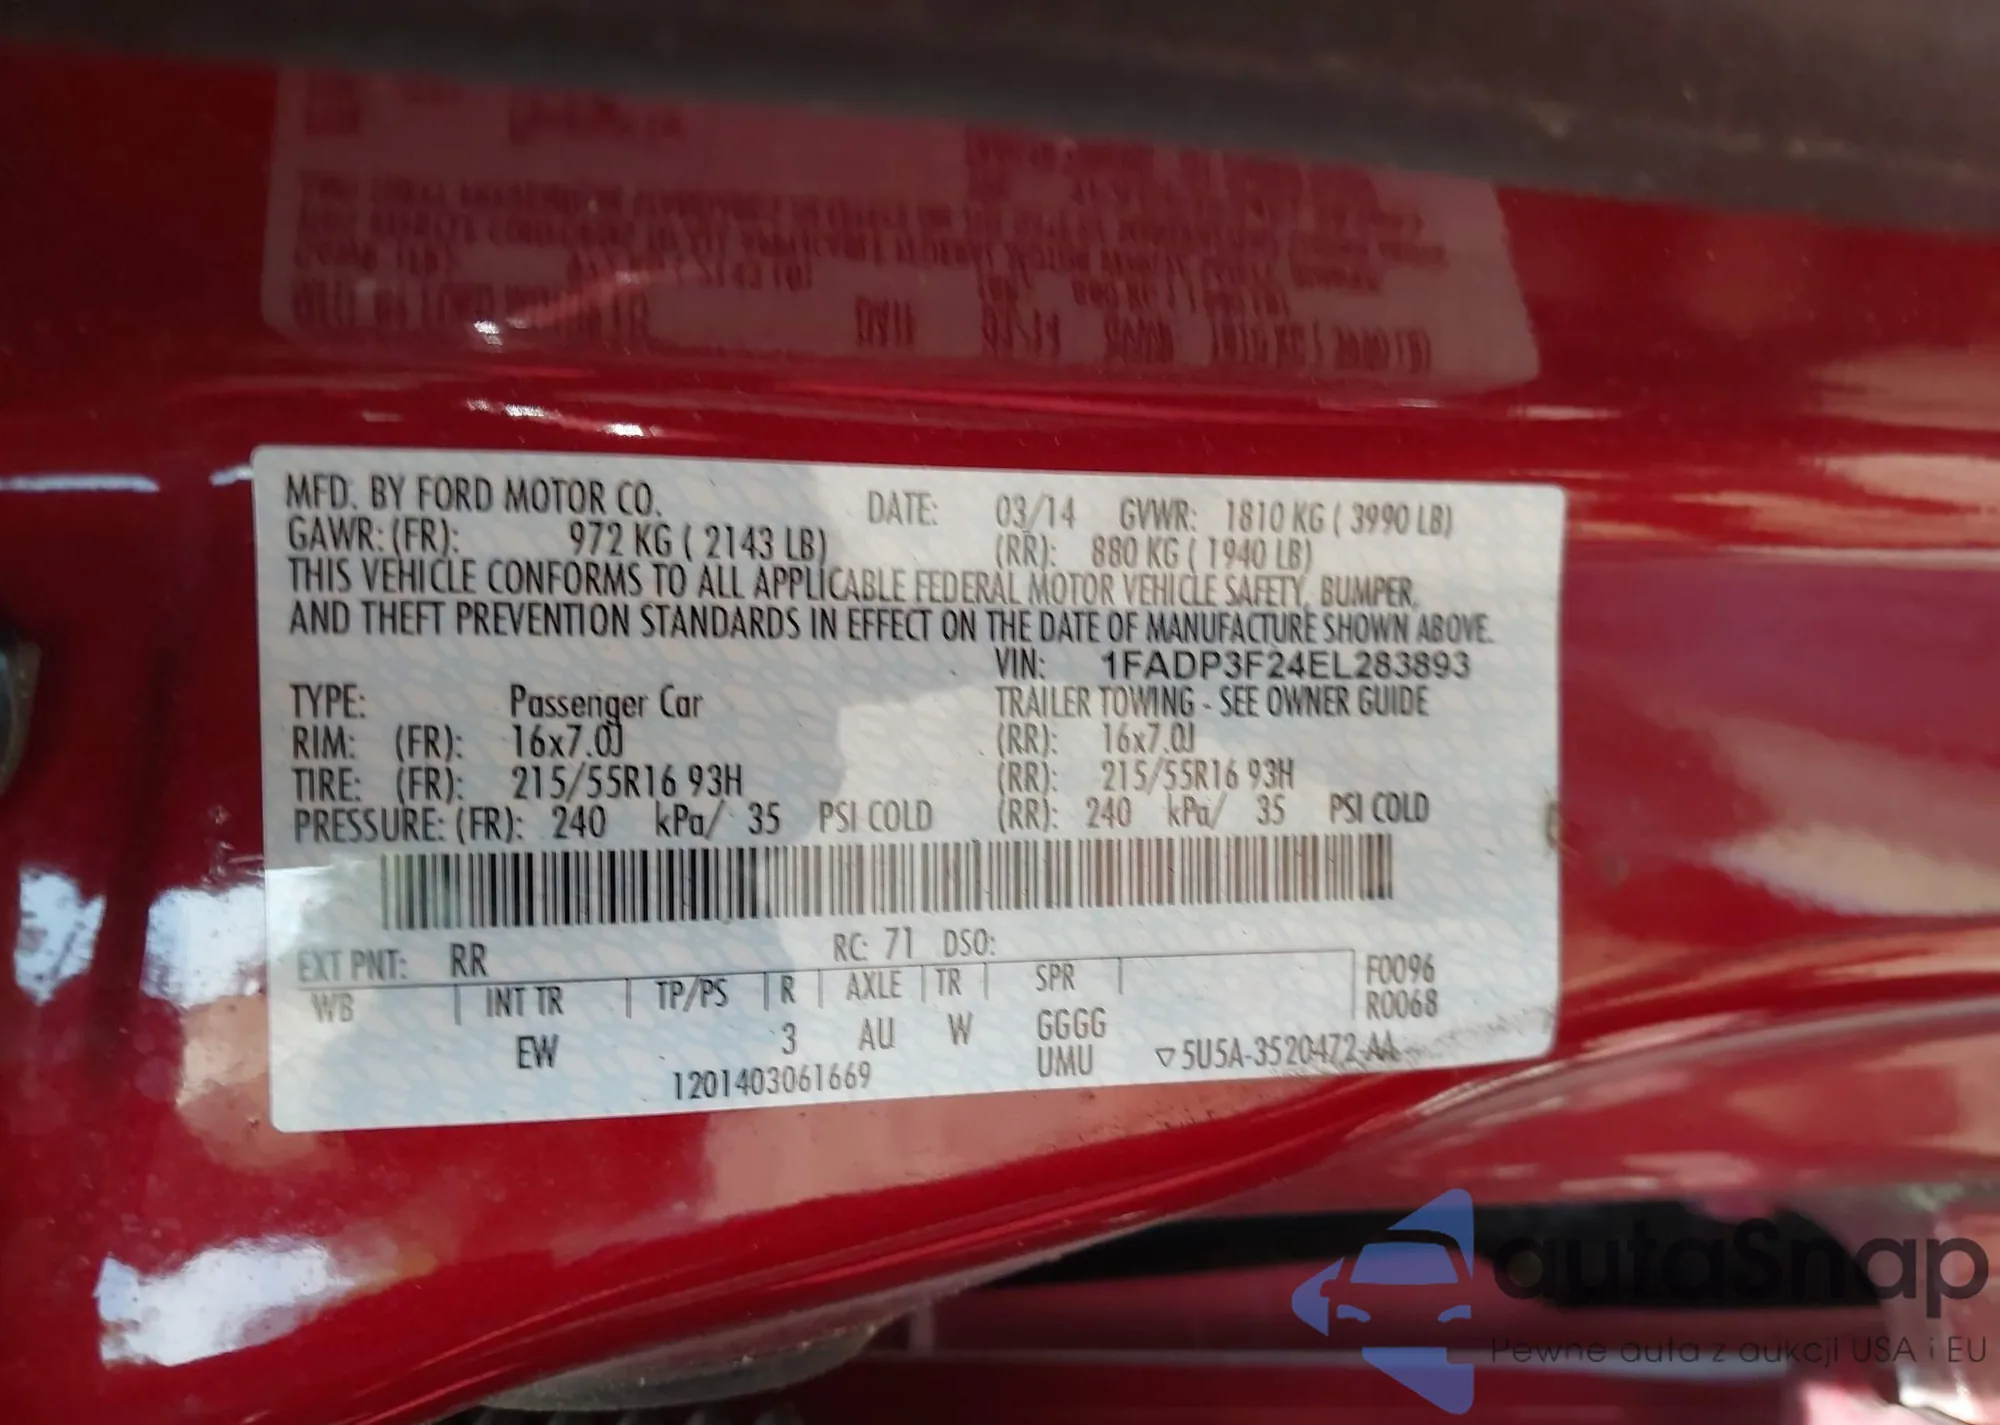 MFD. BY FORD MOTOR CO. DATE: 03/14 GVWR: 1810 KG ( 3990 LB)
GAWR: (FR): 972 KG ( 2143 LB) (RR): 880 KG ( 1940 LB)
THIS VEHICLE CONFORMS TO ALL APPLICABLE FEDERAL MOTOR VEHICLE SAFETY, BUMPER,
AND THEFT PREVENTION STANDARDS IN EFFECT ON THE DATE OF MANUFACTURE SHOWN ABOVE.
VIN: 1FADP3F24EL283893
TYPE: Passenger Car TRAILER TOWING - SEE OWNER GUIDE
RIM: (FR): 16x7.0J (RR): 16x7.0J
TIRE: (FR): 215/55R16 93H (RR): 215/55R16 93H
PRESSURE: (FR): 240 kPa/ 35 PSI COLD (RR): 240 kPa/ 35 PSI COLD
EXT PNT: RR RC: 71 DSO:
WB INT TR TP/PS R AXLE TR SPR F0096
R0068
EW 3 AU W GGGG
1201403061669 UMU ▽5U5A-3520472-AA
autaSnap
Pewne auta z aukcji USA i EU